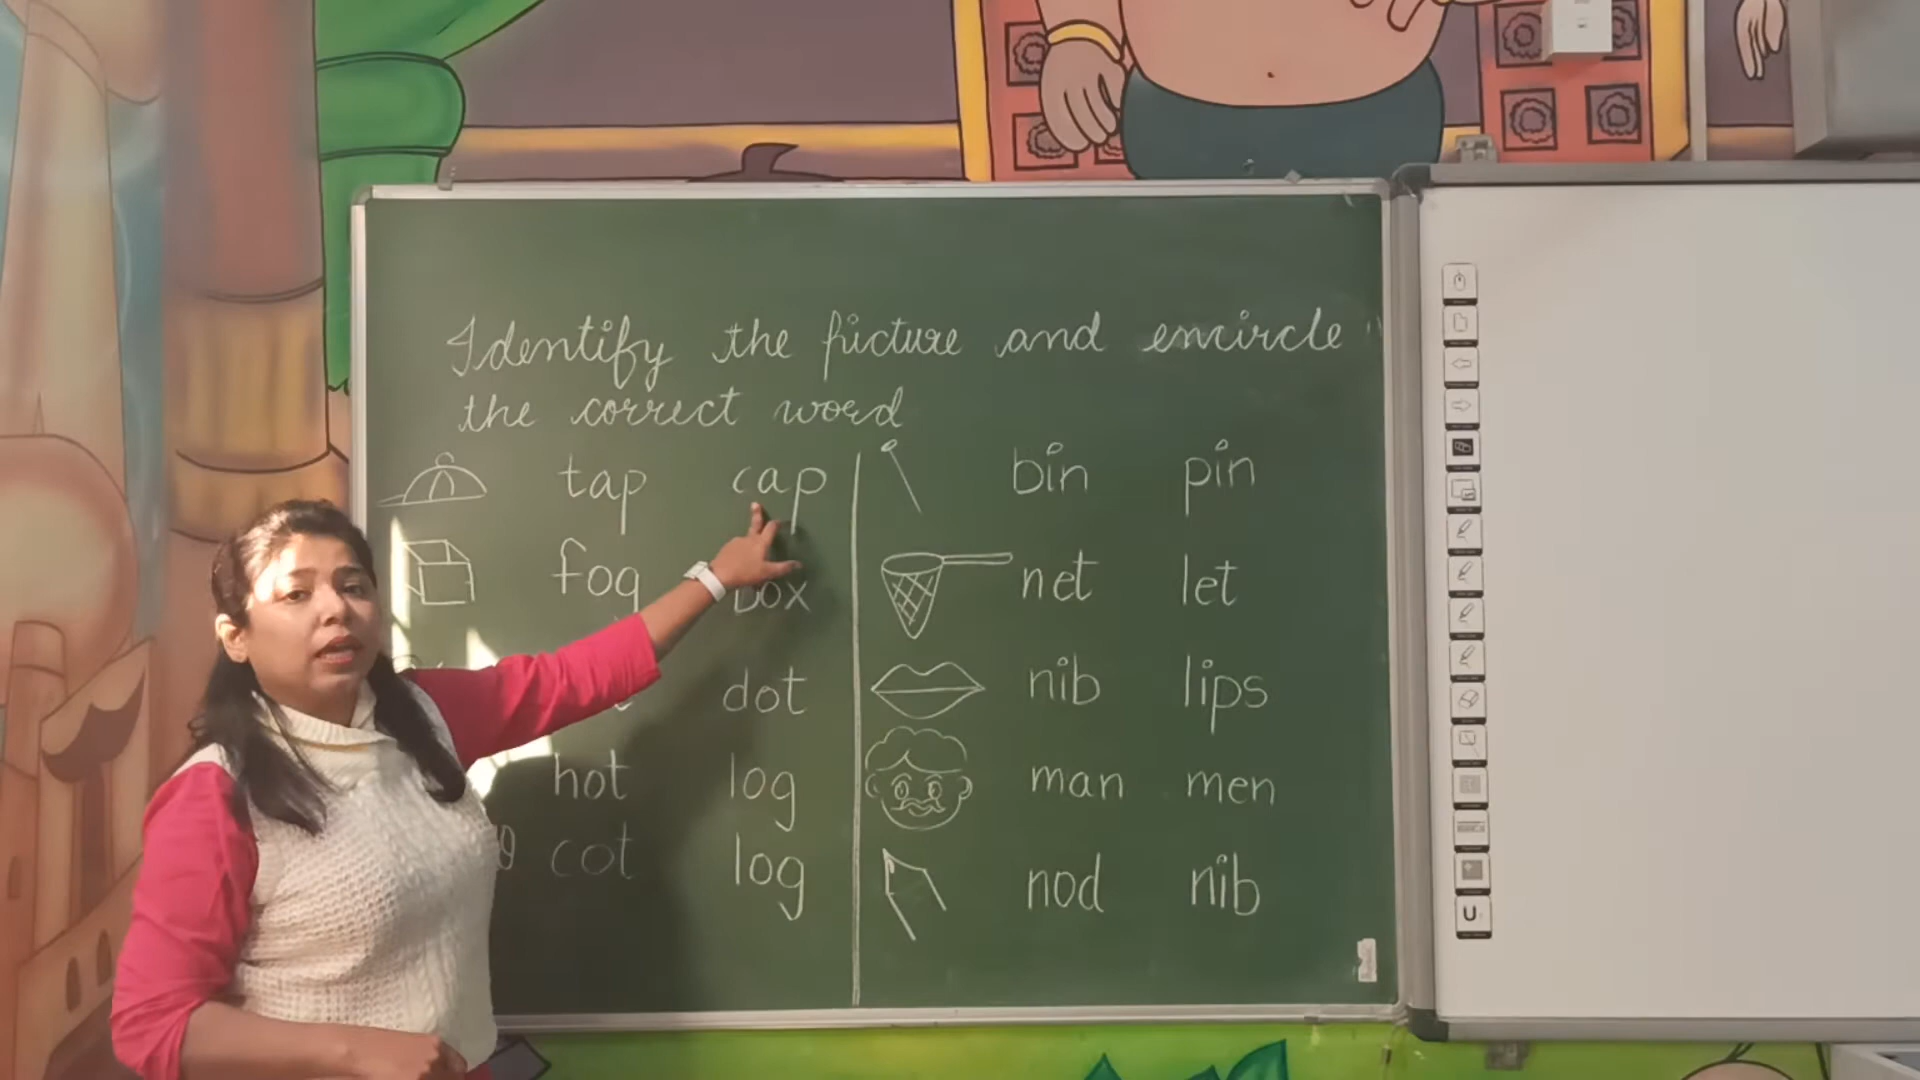 Identify the picture and encircle
the correct word
tap cap
fog box
dot
hot log
cot log
bin pin
net let
nib lips
man men
nod nib